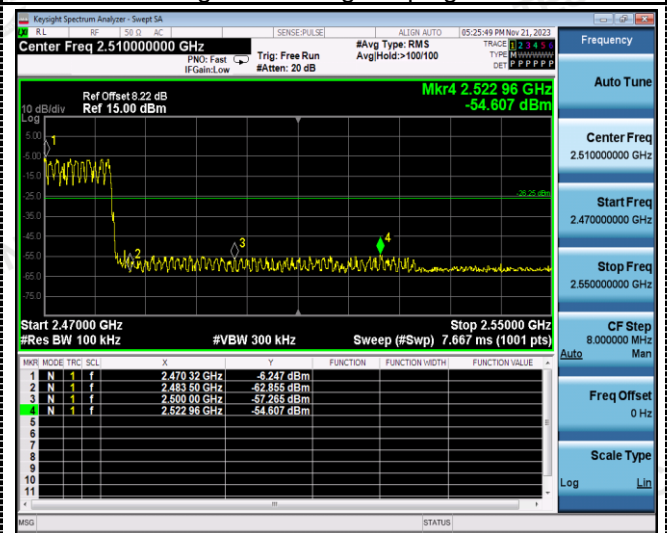 Keysight Spectrum Analyzer - Swept SA
RL RF 50 Ω AC SENSE:PULSE ALIGN AUTO 05:25:49 PM Nov 21, 2023
Center Freq 2.510000000 GHz
PNO: Fast
IFGain:Low
Trig: Free Run
#Atten: 20 dB
#Avg Type: RMS
Avg|Hold:>100/100
TRACE 1 2 3 4 5 6
TYPE M WWWWW
DET P P P P P P
Frequency
Auto Tune
Center Freq
2.510000000 GHz
Start Freq
2.470000000 GHz
Stop Freq
2.550000000 GHz
CF Step
8.000000 MHz
Auto Man
Freq Offset
0 Hz
Scale Type
Log Lin
Mkr4 2.522 96 GHz
-54.607 dBm
Ref Offset 8.22 dB
10 dB/div Ref 15.00 dBm
Log
5.00
-5.00
-15.0
-25.0
-35.0
-45.0
-55.0
-65.0
-75.0
1
2
3
4
-26.25 dBm
Start 2.47000 GHz Stop 2.55000 GHz
#Res BW 100 kHz #VBW 300 kHz Sweep (#Swp) 7.667 ms (1001 pts)
MKR MODE TRC SCL X Y FUNCTION FUNCTION WIDTH FUNCTION VALUE
1 N 1 f 2.470 32 GHz -6.247 dBm
2 N 1 f 2.483 50 GHz -62.855 dBm
3 N 1 f 2.500 00 GHz -57.265 dBm
4 N 1 f 2.522 96 GHz -54.607 dBm
5
6
7
8
9
10
11
MSG STATUS